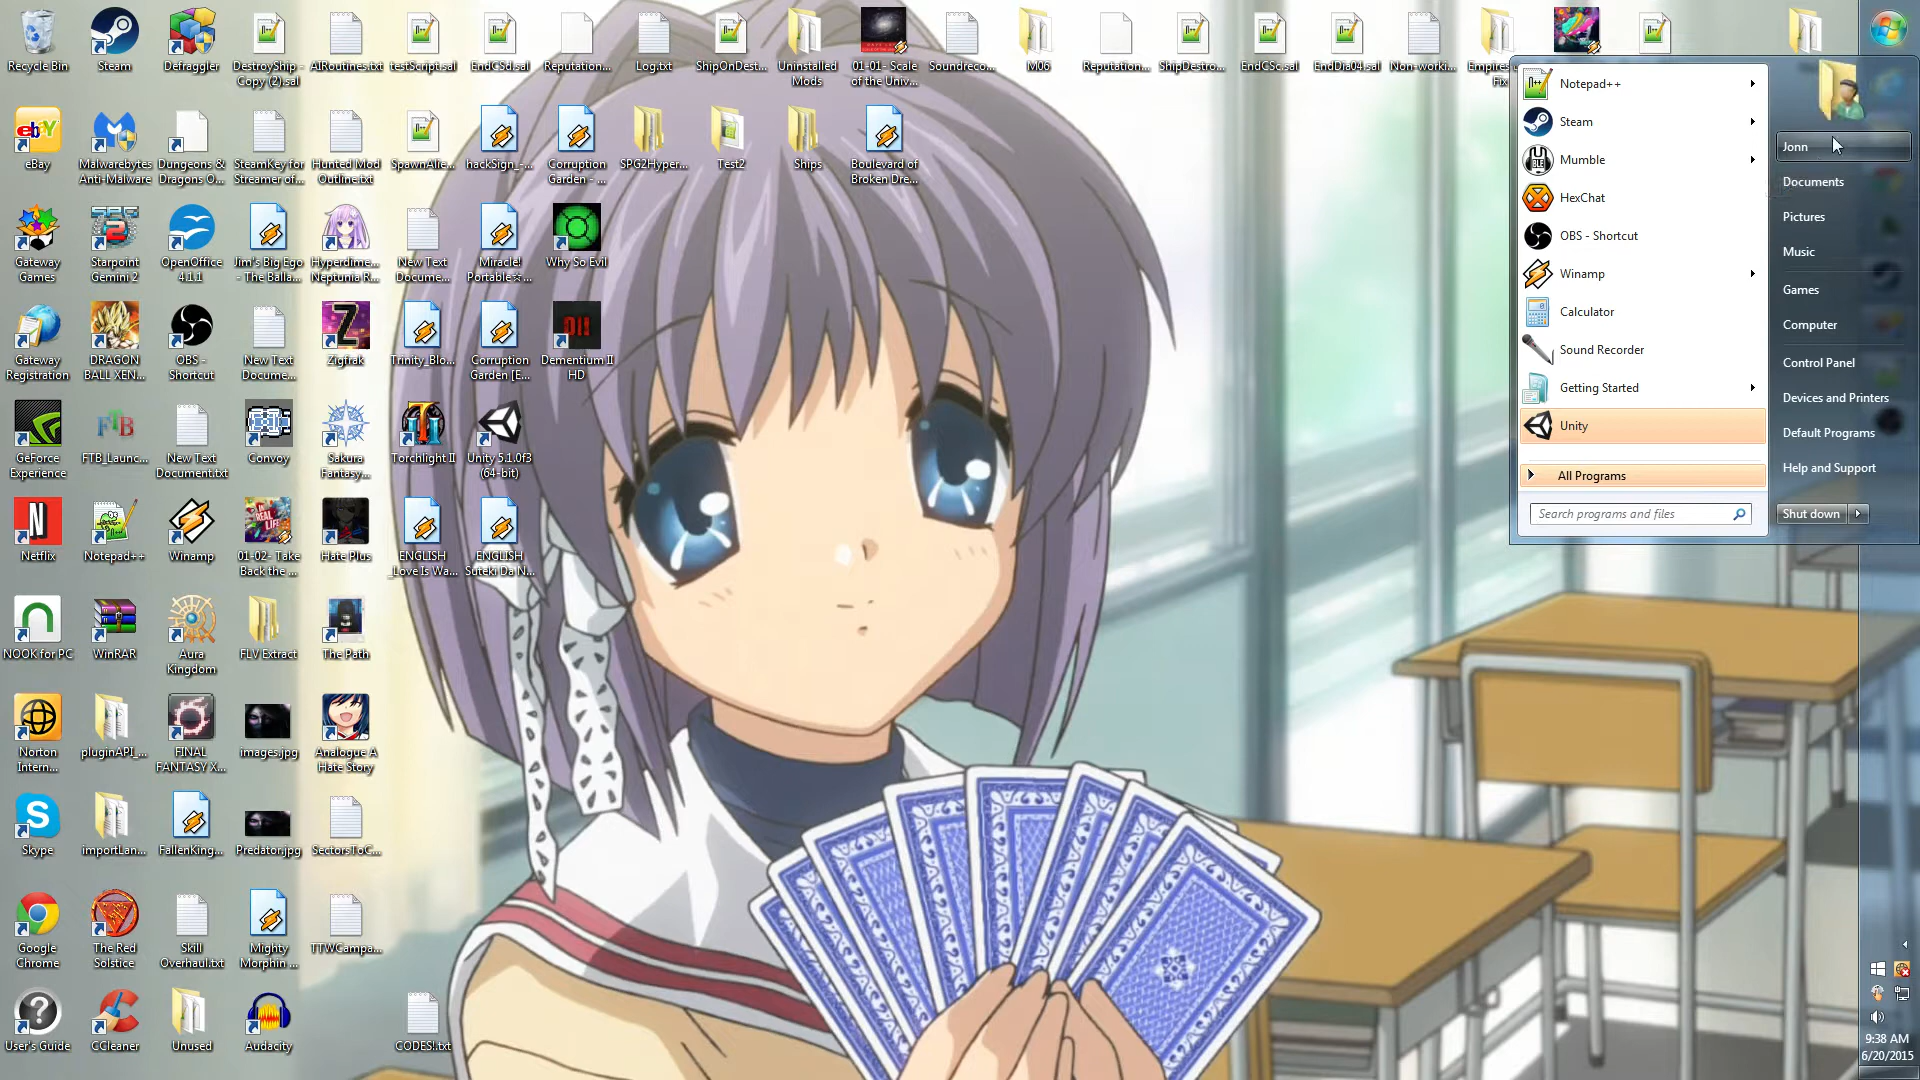 Recycle Bin
Steam
Defraggler
DestroyShip -
Copy (2).sal
AIRoutines.txt
testScript.sal
EndCSd.sal
Reputation...
Log.txt
ShipOnDest...
Uninstalled
Mods
01-01- Scale
of the Univ...
Soundreco...
M06
Reputation...
ShipDestro...
EndCSc.sal
EndDia04.sal
Non-worki...
Empires
Fix
eBay
Malwarebytes
Anti-Malware
Dungeons &
Dragons O...
SteamKey for
Streamer of...
Hunted Mod
Outline.txt
SpawnAlie...
hackSign_-...
Corruption
Garden - ...
SPG2Hyper...
Test2
Ships
Boulevard of
Broken Dre...
Gateway
Games
Starpoint
Gemini 2
OpenOffice
4.1.1
Jim's Big Ego
- The Balla...
Hyperdime...
Neptunia R...
New Text
Docume...
Miracle!
Portable☆...
Why So Evil
Gateway
Registration
DRAGON
BALL XEN...
OBS -
Shortcut
New Text
Docume...
Zigfrak
Trinity_Blo...
Corruption
Garden [E...
Dementium II
HD
GeForce
Experience
FTB_Launc...
New Text
Document.txt
Convoy
Sakura
Fantasy...
Torchlight II
Unity 5.1.0f3
(64-bit)
Netflix
Notepad++
Winamp
01-02- Take
Back the ...
Hate Plus
ENGLISH
_Love Is Wa...
ENGLISH
Suteki Da N...
NOOK for PC
WinRAR
Aura
Kingdom
FLV Extract
The Path
Norton
Intern...
pluginAPI_...
FINAL
FANTASY X...
images.jpg
Analogue A
Hate Story
Skype
importLan...
FallenKing...
Predator.jpg
SectorsToC...
Google
Chrome
The Red
Solstice
Skill
Overhaul.txt
Mighty
Morphin ...
TTWCampa...
User's Guide
CCleaner
Unused
Audacity
CODES!.txt
Notepad++
Steam
Mumble
HexChat
OBS - Shortcut
Winamp
Calculator
Sound Recorder
Getting Started
Unity
All Programs
Search programs and files
Jonn
Documents
Pictures
Music
Games
Computer
Control Panel
Devices and Printers
Default Programs
Help and Support
Shut down
9:38 AM
6/20/2015